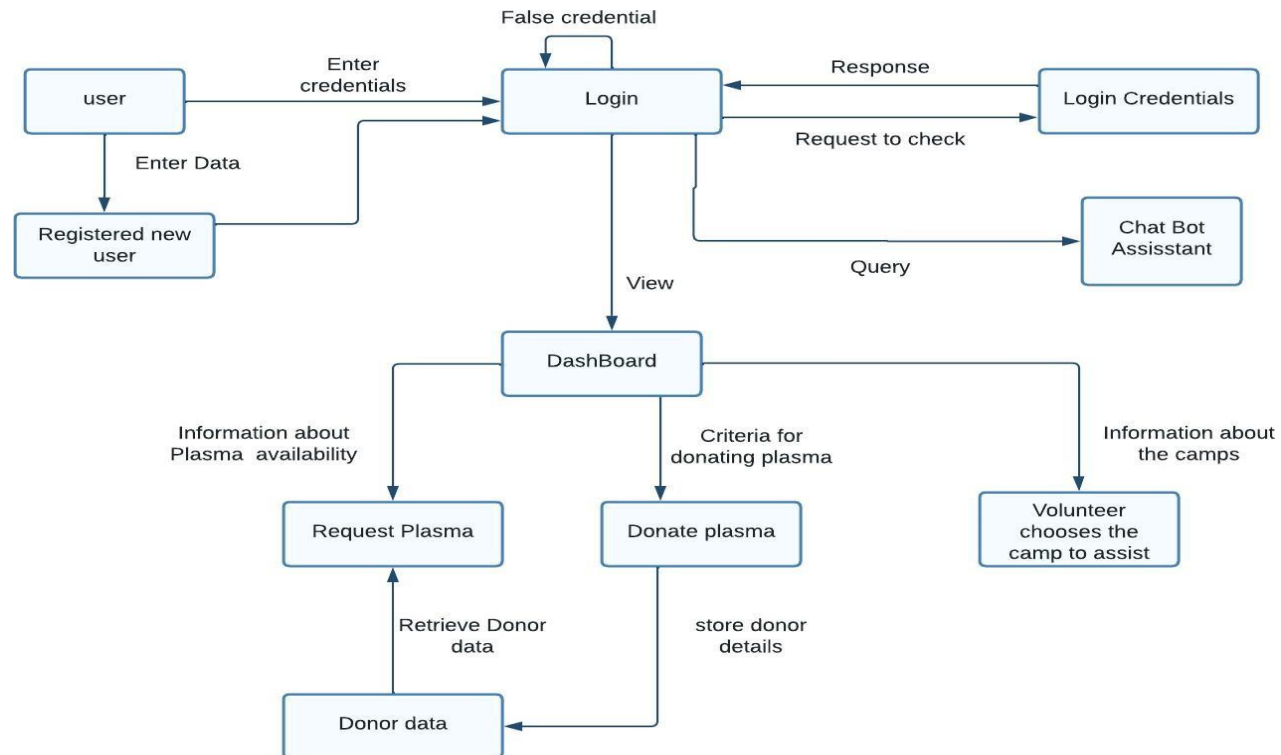 False credential
Enter
credentials
user
Login
Response
Login Credentials
Request to check
Enter Data
Registered new
user
Chat Bot
Assisstant
Query
View
DashBoard
Information about
Plasma  availability
Criteria for
donating plasma
Information about
the camps
Request Plasma
Donate plasma
Volunteer
chooses the
camp to assist
Retrieve Donor
data
store donor
details
Donor data